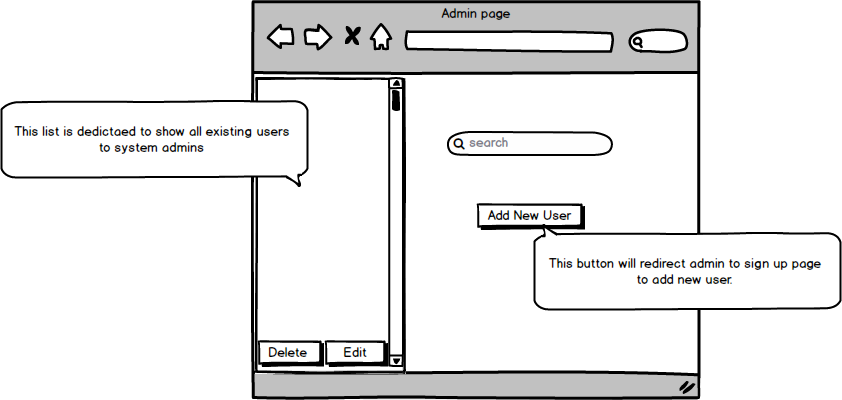 Admin page
This list is dedictaed to show all existing users
to system admins
search
Add New User
This button will redirect admin to sign up page
to add new user.
Delete
Edit